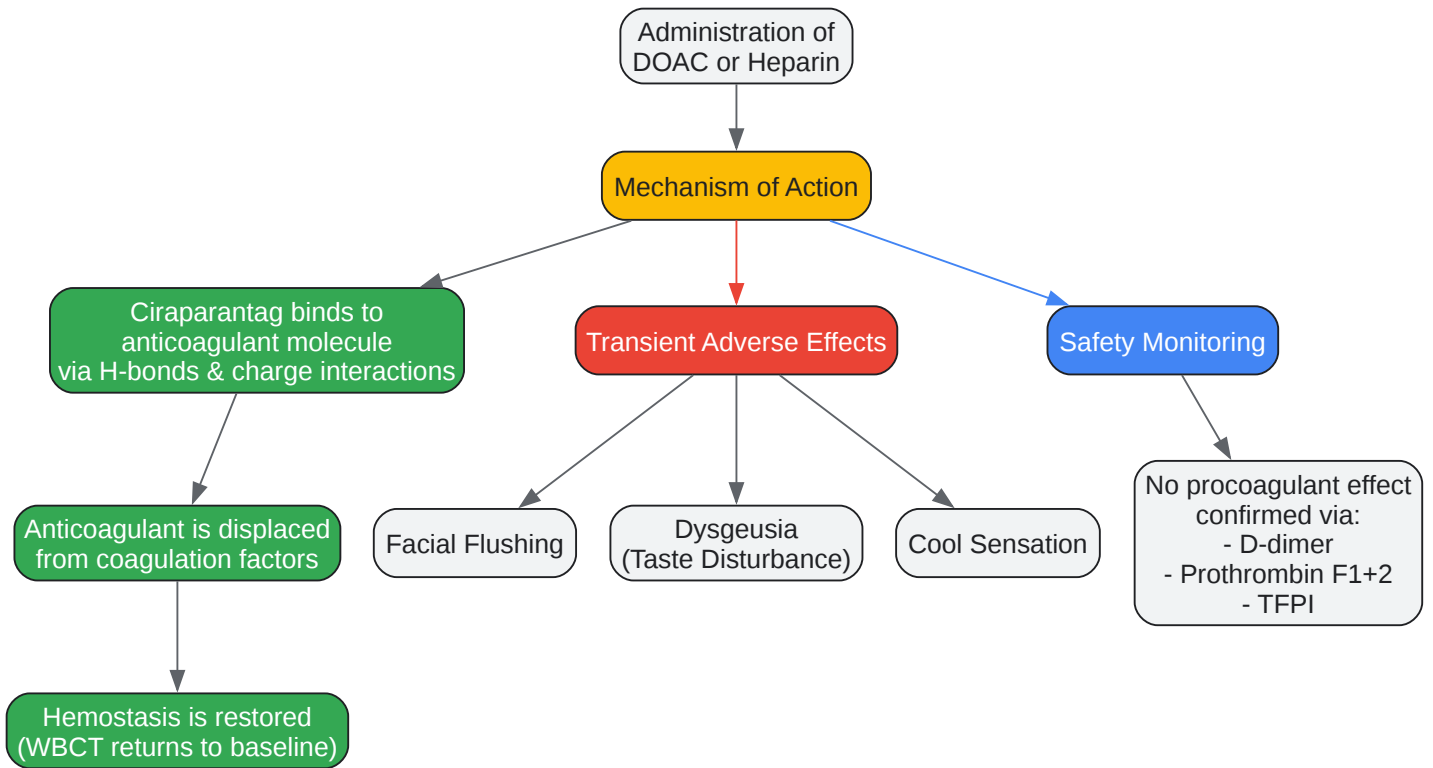 Administration of
DOAC or Heparin
Mechanism of Action
Ciraparantag binds to
anticoagulant molecule
via H-bonds & charge interactions
Transient Adverse Effects
Safety Monitoring
Anticoagulant is displaced
from coagulation factors
Facial Flushing
Dysgeusia
(Taste Disturbance)
Cool Sensation
No procoagulant effect
confirmed via:
- D-dimer
- Prothrombin F1+2
- TFPI
Hemostasis is restored
(WBCT returns to baseline)